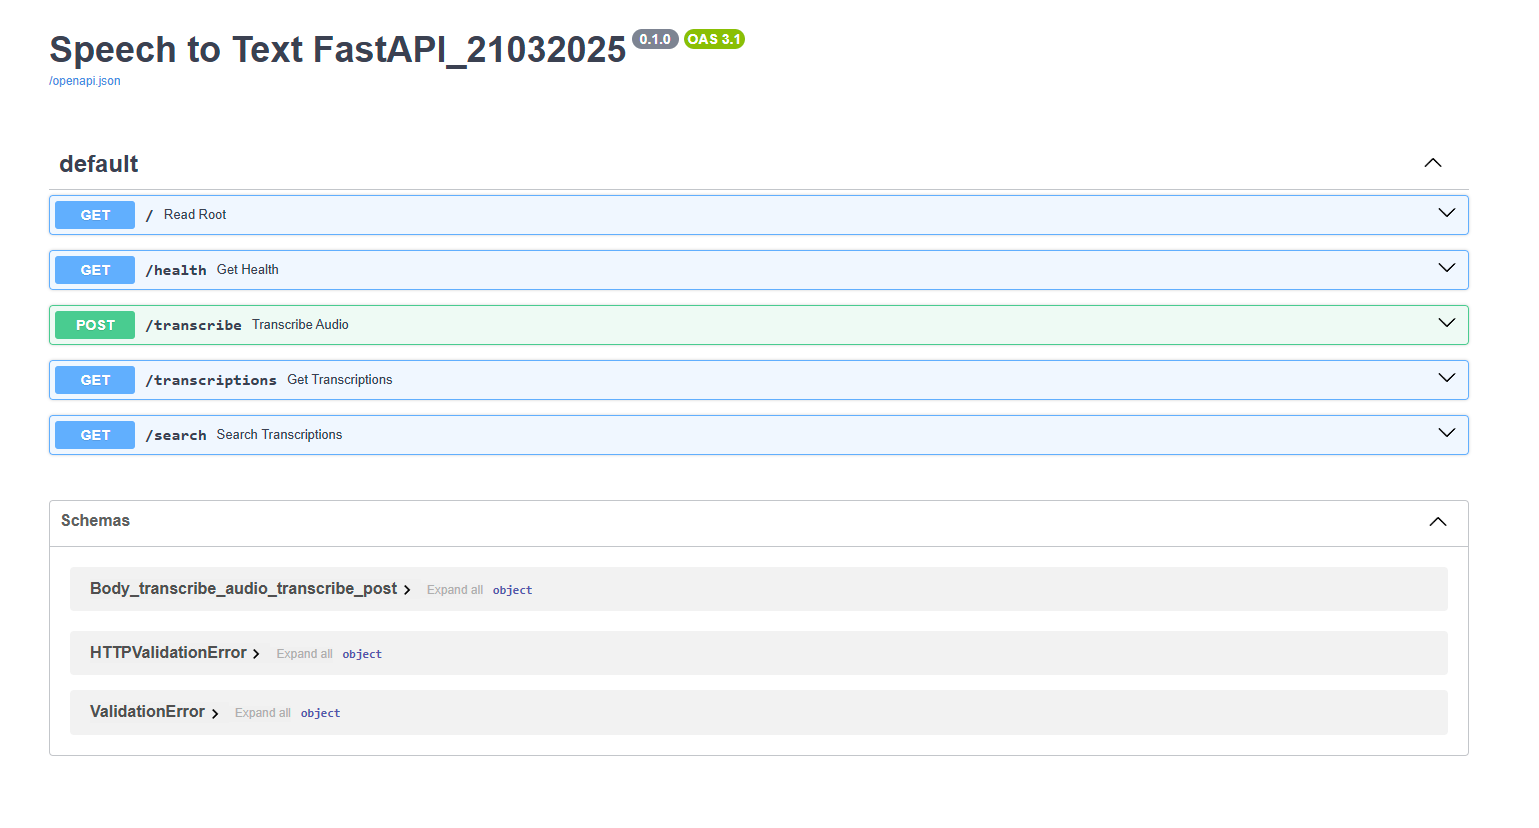 Speech to Text FastAPI_21032025 0.1.0 OAS 3.1
/openapi.json
default
GET / Read Root
GET /health Get Health
POST /transcribe Transcribe Audio
GET /transcriptions Get Transcriptions
GET /search Search Transcriptions
Schemas
Body_transcribe_audio_transcribe_post Expand all object
HTTPValidationError Expand all object
ValidationError Expand all object